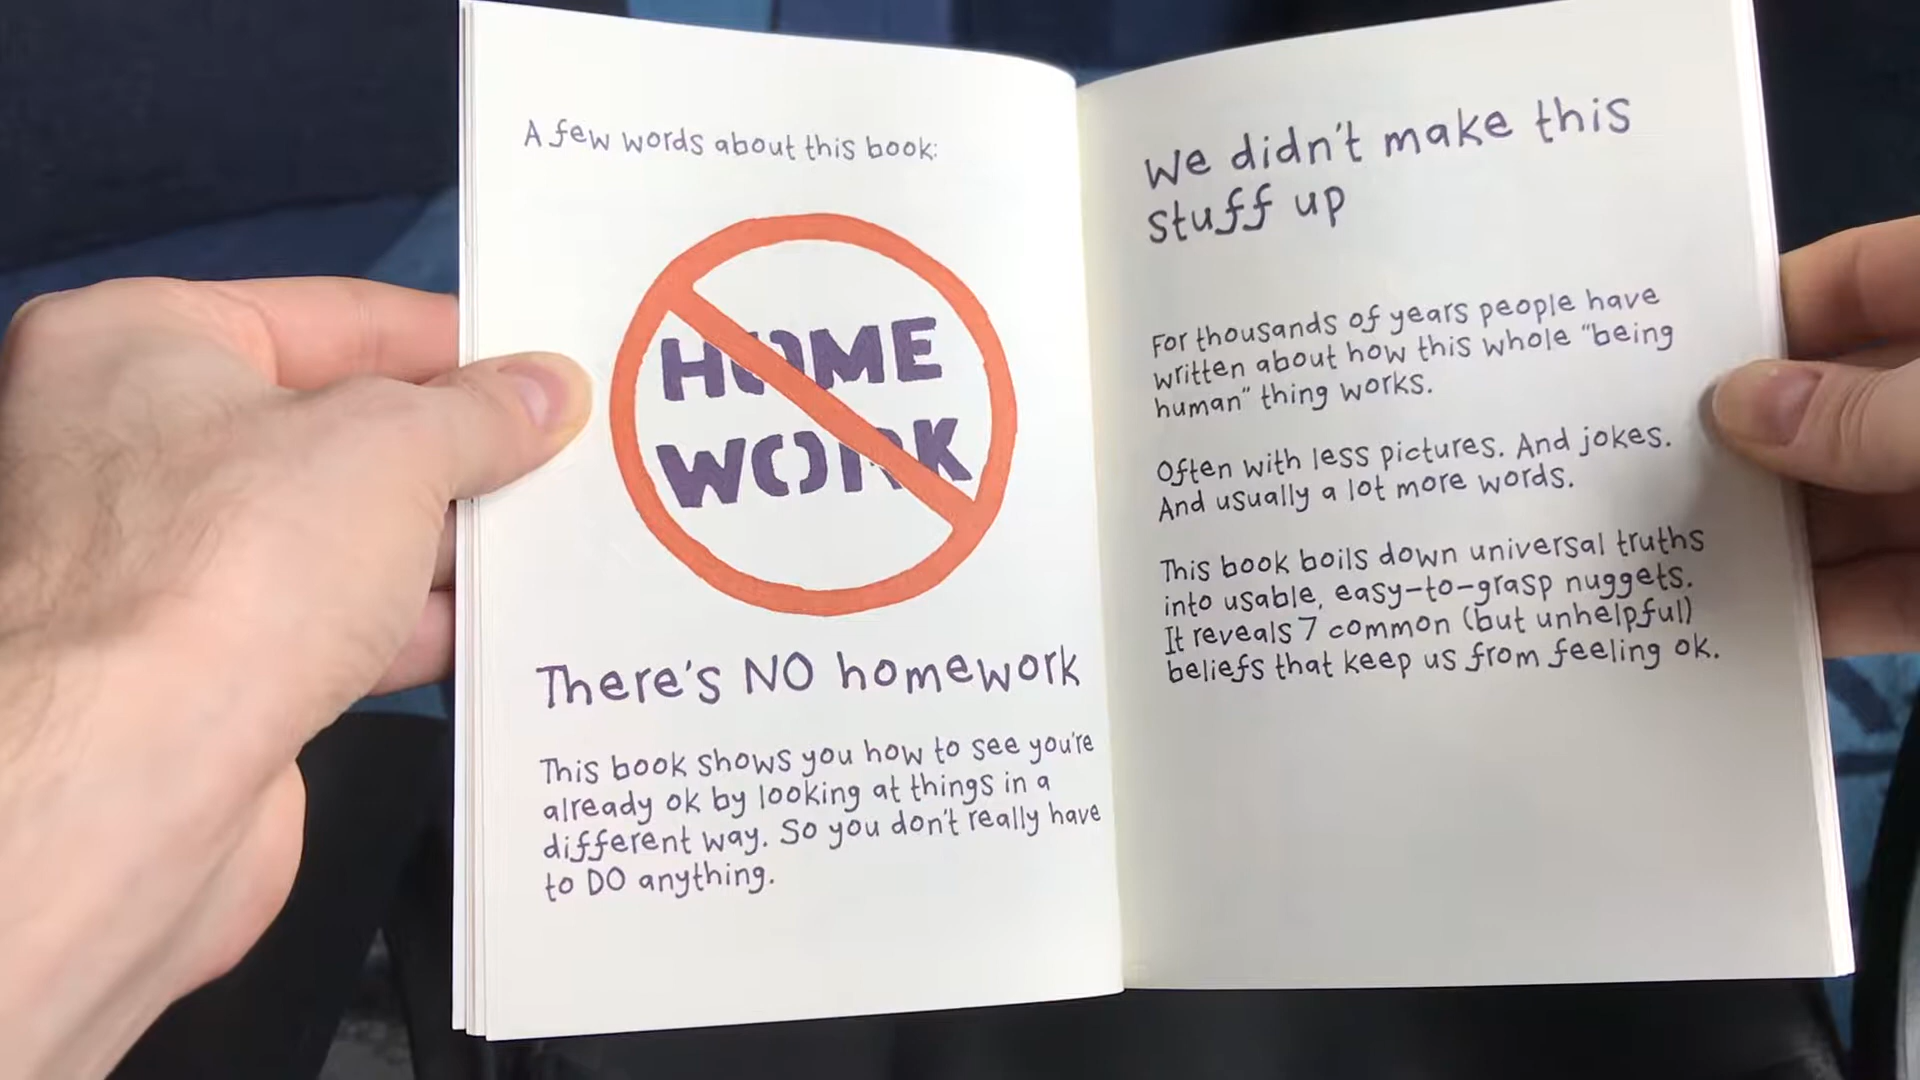 A few words about this book:
HOME
WORK
There's NO homework
This book shows you how to see you're
already ok by looking at things in a
different way. So you don't really have
to DO anything.
We didn't make this
stuff up
For thousands of years people have
written about how this whole "being
human" thing works.
Often with less pictures. And jokes.
And usually a lot more words.
This book boils down universal truths
into usable, easy-to-grasp nuggets.
It reveals 7 common (but unhelpful)
beliefs that keep us from feeling ok.